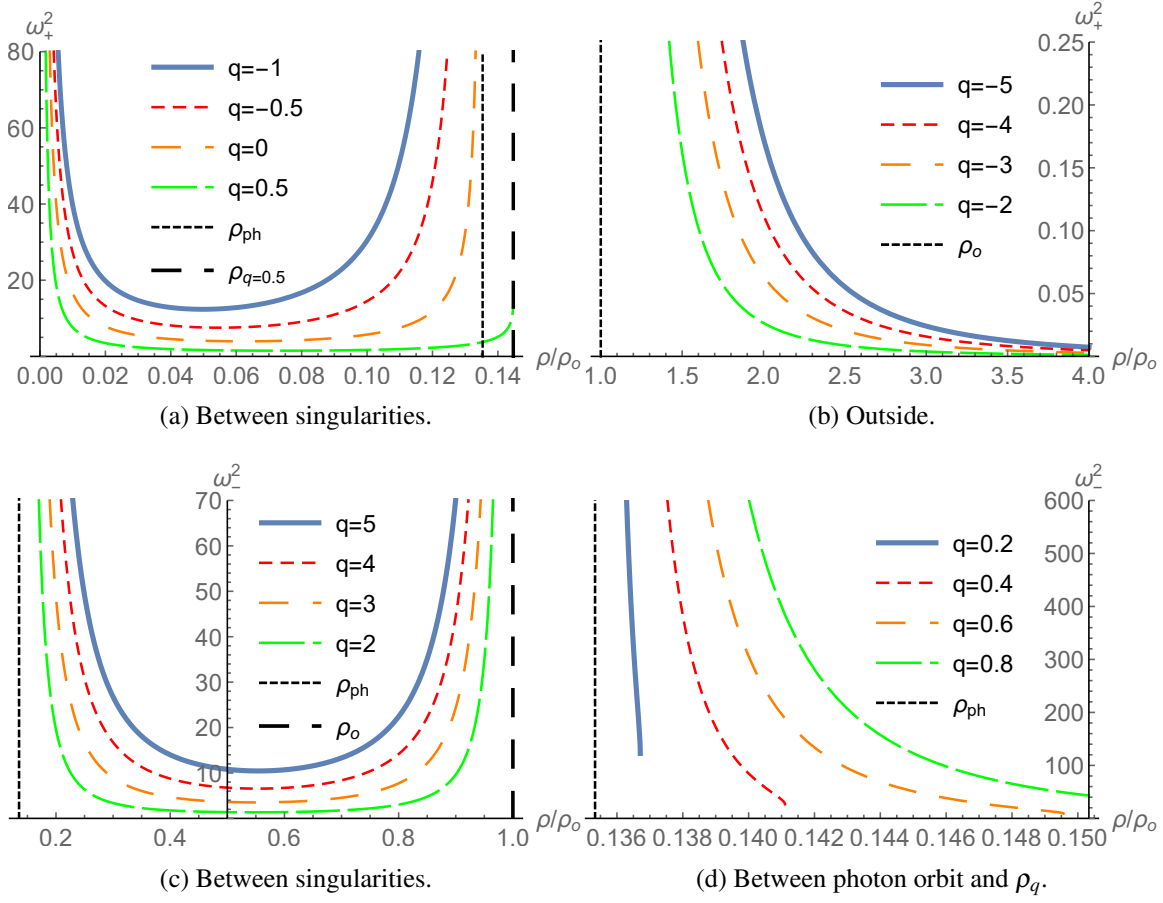 ω₊²
80
60
40
20
0.00 0.02 0.04 0.06 0.08 0.10 0.12 0.14 ρ/ρₒ
q=−1
q=−0.5
q=0
q=0.5
ρph
ρq=0.5
(a) Between singularities.
ω₊²
0.25
0.20
0.15
0.10
0.05
1.0 1.5 2.0 2.5 3.0 3.5 4.0 ρ/ρₒ
q=−5
q=−4
q=−3
q=−2
ρₒ
(b) Outside.
ω₋²
70
60
50
40
30
20
10
0.2 0.4 0.6 0.8 1.0 ρ/ρₒ
q=5
q=4
q=3
q=2
ρph
ρₒ
(c) Between singularities.
ω₋²
600
500
400
300
200
100
0.136 0.138 0.140 0.142 0.144 0.146 0.148 0.150 ρ/ρₒ
q=0.2
q=0.4
q=0.6
q=0.8
ρph
(d) Between photon orbit and ρq.